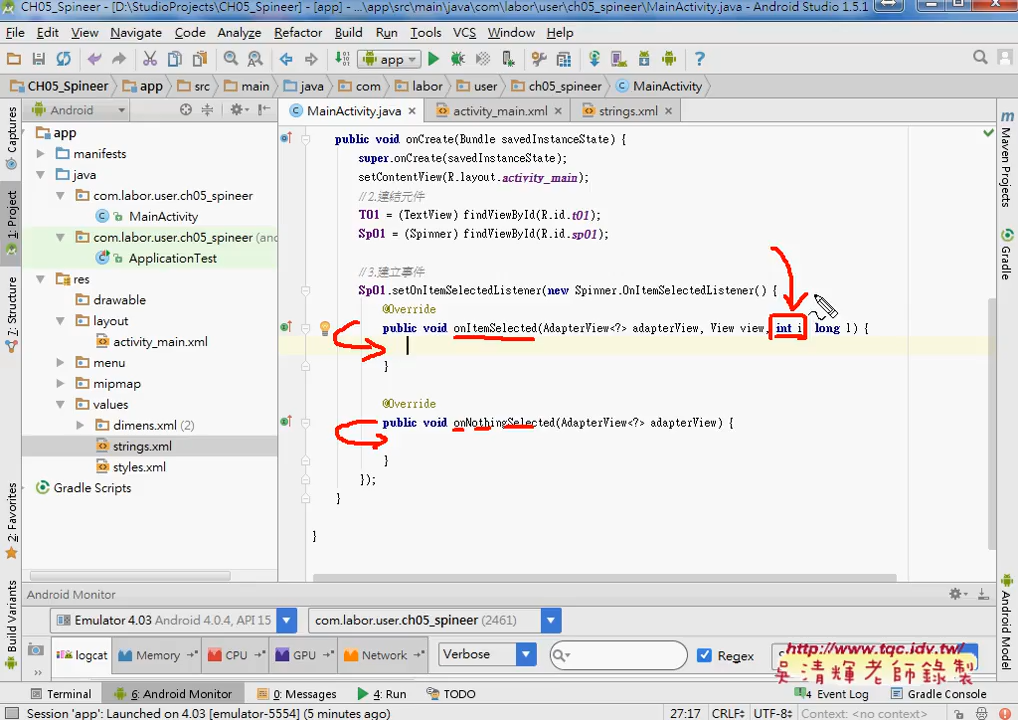 CH05_Spineer - [D:\StudioProjects\CH05_Spineer] - [app] - ...\app\src\main\java\com\labor\user\ch05_spineer\MainActivity.java - Android Studio 1.5.1
File Edit View Navigate Code Analyze Refactor Build Run Tools VCS Window Help
app
CH05_Spineer app src main java com labor user ch05_spineer MainActivity
Android
MainActivity.java activity_main.xml strings.xml
Captures
1: Project
7: Structure
2: Favorites
Build Variants
app
manifests
java
com.labor.user.ch05_spineer
MainActivity
com.labor.user.ch05_spineer (an
ApplicationTest
res
drawable
layout
activity_main.xml
menu
mipmap
values
dimens.xml (2)
strings.xml
styles.xml
Gradle Scripts
public void onCreate(Bundle savedInstanceState) {
super.onCreate(savedInstanceState);
setContentView(R.layout.activity_main);
//2.連結元件
T01 = (TextView) findViewById(R.id.t01);
Sp01 = (Spinner) findViewById(R.id.sp01);
//3.建立事件
Sp01.setOnItemSelectedListener(new Spinner.OnItemSelectedListener() {
@Override
public void onItemSelected(AdapterView<?> adapterView, View view, int i, long l) {
}
@Override
public void onNothingSelected(AdapterView<?> adapterView) {
}
});
}
}
Maven Projects
Gradle
Android Model
Android Monitor
Emulator 4.03 Android 4.0.4, API 15
com.labor.user.ch05_spineer (2461)
logcat Memory CPU GPU Network Verbose Regex
http://www.tqc.idv.tw/
吳清輝老師錄製
Terminal 6: Android Monitor 0: Messages 4: Run TODO Event Log Gradle Console
Session 'app': Launched on 4.03 [emulator-5554] (5 minutes ago) 27:17 CRLF UTF-8 Context: <no context>